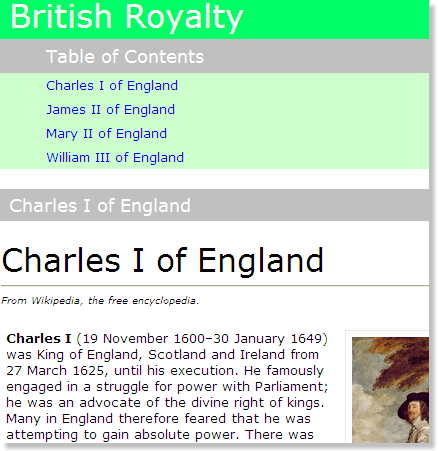 British Royalty
Table of Contents
Charles I of England
James II of England
Mary II of England
William III of England
Charles I of England
Charles I of England
From Wikipedia, the free encyclopedia.
Charles I (19 November 1600–30 January 1649)
was King of England, Scotland and Ireland from
27 March 1625, until his execution. He famously
engaged in a struggle for power with Parliament;
he was an advocate of the divine right of kings.
Many in England therefore feared that he was
attempting to gain absolute power. There was